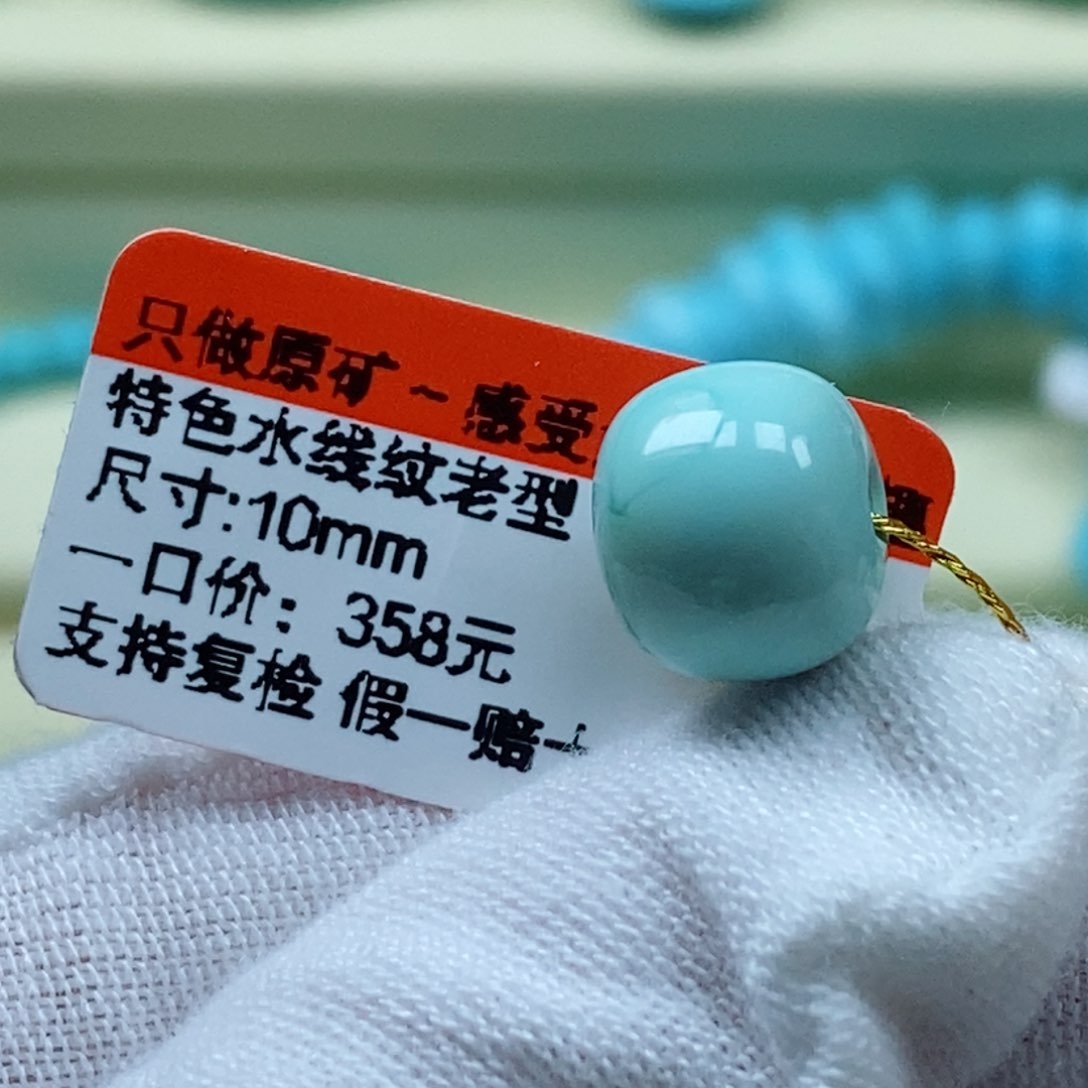 只做原矿~感受
特色水线纹老型
尺寸:10mm
一口价：358元
支持复检 假一赔